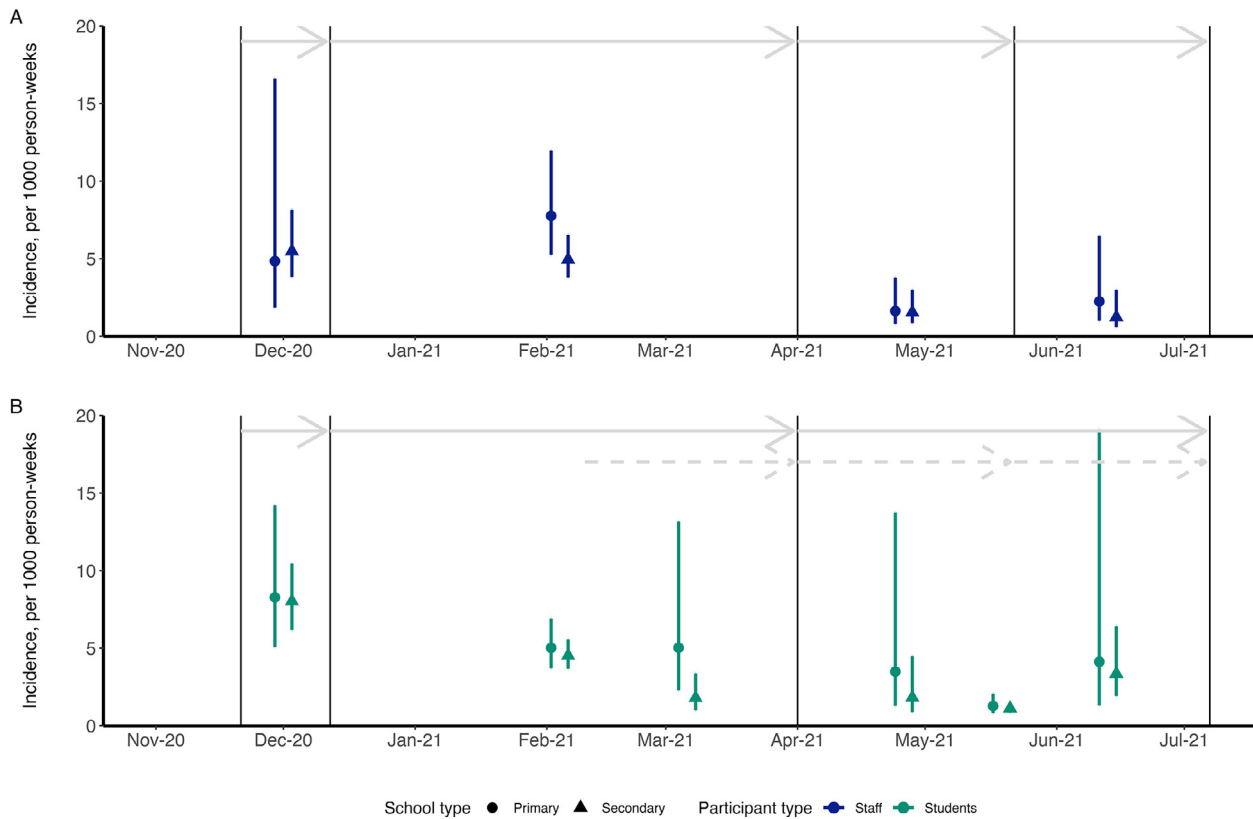 A
Incidence, per 1000 person-weeks
20
15
10
5
0
Nov-20 Dec-20 Jan-21 Feb-21 Mar-21 Apr-21 May-21 Jun-21 Jul-21
B
Incidence, per 1000 person-weeks
20
15
10
5
0
Nov-20 Dec-20 Jan-21 Feb-21 Mar-21 Apr-21 May-21 Jun-21 Jul-21
School type Primary Secondary Participant type Staff Students